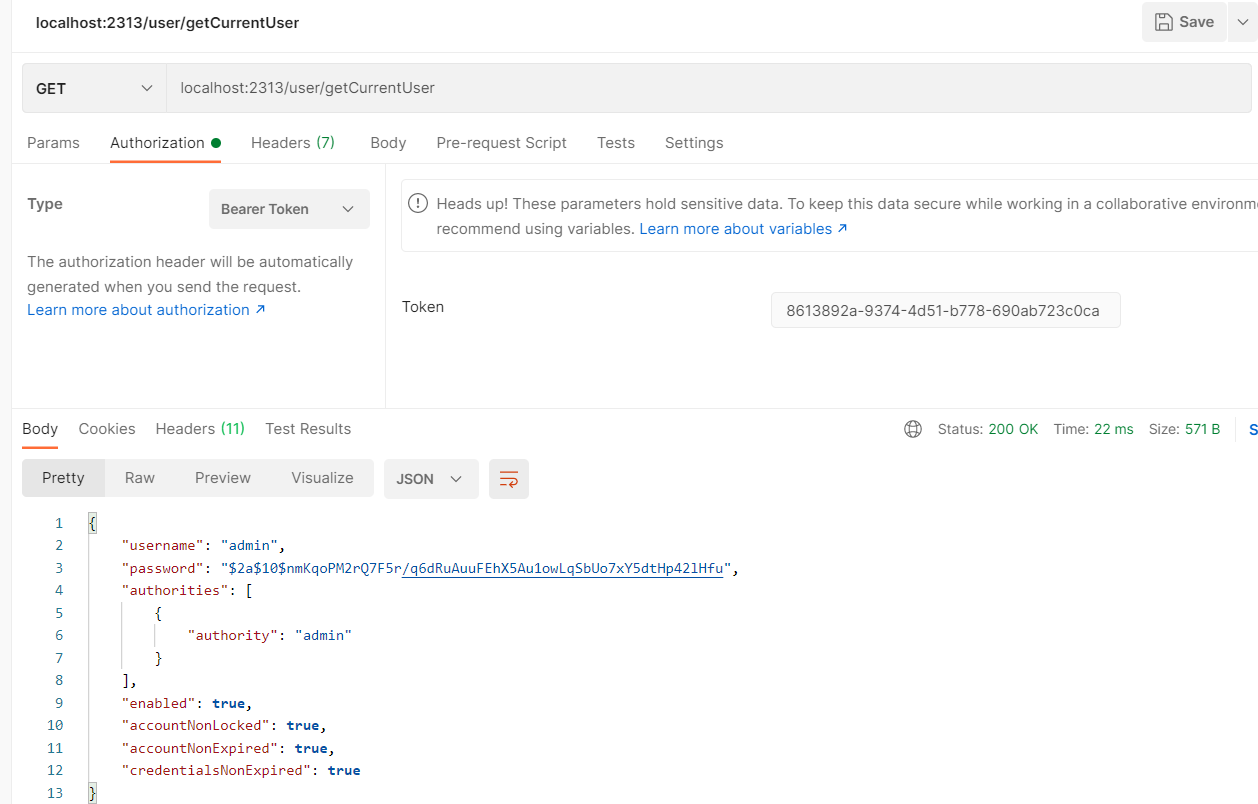 localhost:2313/user/getCurrentUser
Save
GET
localhost:2313/user/getCurrentUser
Params Authorization Headers (7) Body Pre-request Script Tests Settings
Type
Bearer Token
The authorization header will be automatically
generated when you send the request.
Learn more about authorization ↗
Heads up! These parameters hold sensitive data. To keep this data secure while working in a collaborative environme
recommend using variables. Learn more about variables ↗
Token
8613892a-9374-4d51-b778-690ab723c0ca
Body Cookies Headers (11) Test Results
Status: 200 OK Time: 22 ms Size: 571 B S
Pretty Raw Preview Visualize JSON
1 {
2 "username": "admin",
3 "password": "$2a$10$nmKqoPM2rQ7F5r/q6dRuAuuFEhX5Au1owLqSbUo7xY5dtHp42lHfu",
4 "authorities": [
5 {
6 "authority": "admin"
7 }
8 ],
9 "enabled": true,
10 "accountNonLocked": true,
11 "accountNonExpired": true,
12 "credentialsNonExpired": true
13 }